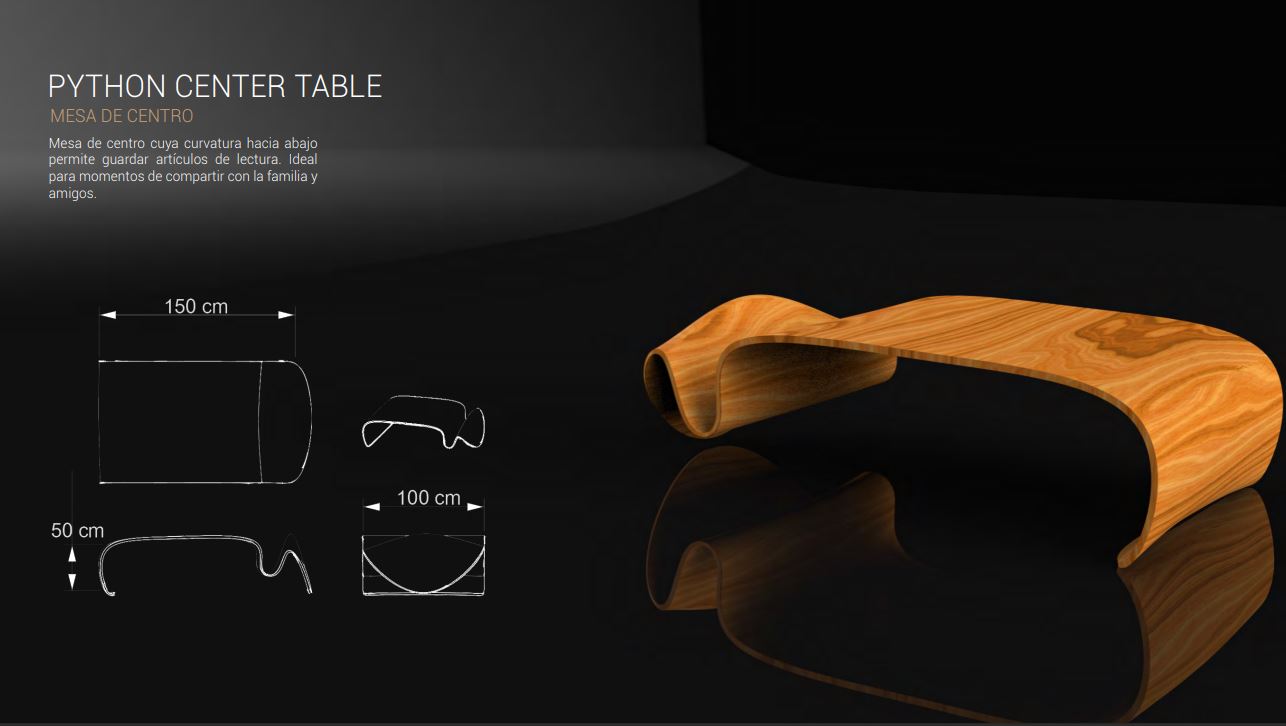 PYTHON CENTER TABLE
MESA DE CENTRO
Mesa de centro cuya curvatura hacia abajo
permite guardar artículos de lectura. Ideal
para momentos de compartir con la familia y
amigos.
150 cm
100 cm
50 cm